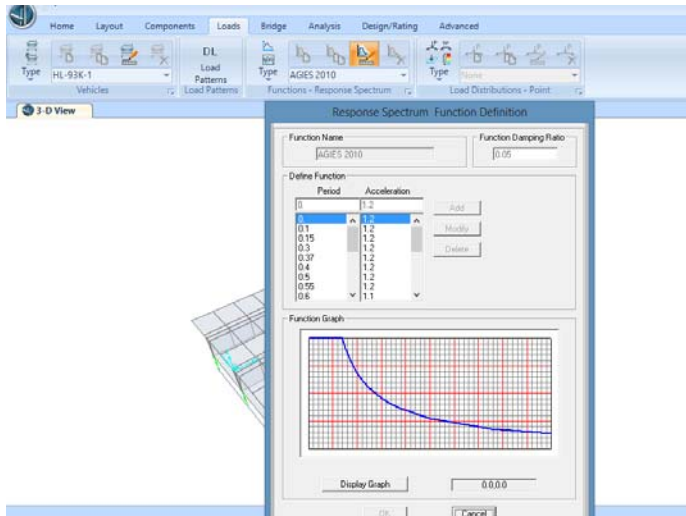 Home Layout Components Loads Bridge Analysis Design/Rating Advanced
Type HL-93K-1 DL Load Patterns Type AGIES 2010 Type None
Vehicles Load Patterns Functions - Response Spectrum Load Distributions - Point
3-D View
Response Spectrum Function Definition
Function Name Function Damping Ratio
AGIES 2010 0.05
Define Function
Period Acceleration
0. 1.2 Add
0. 1.2
0.1 1.2 Modify
0.15 1.2
0.3 1.2 Delete
0.37 1.2
0.4 1.2
0.5 1.2
0.55 1.2
0.6 1.1
Function Graph
Display Graph 0.0,0.0
OK Cancel